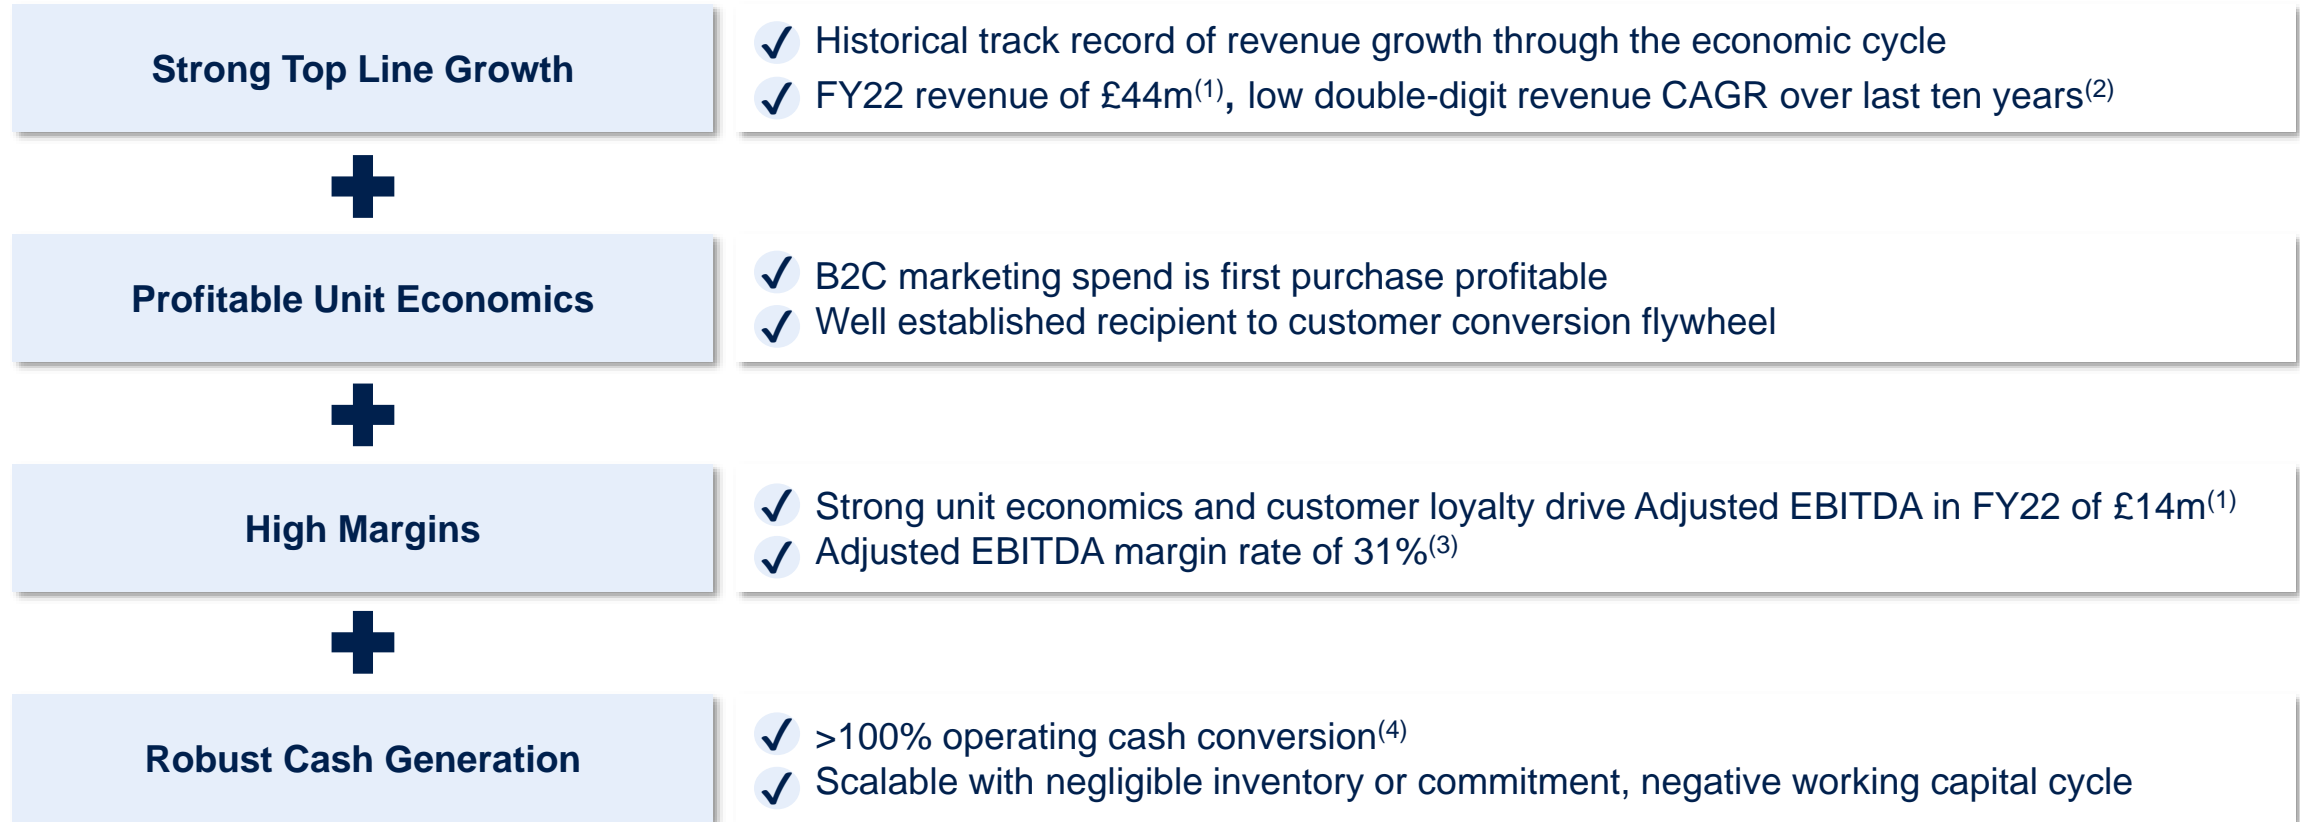 Strong Top Line Growth
✓ Historical track record of revenue growth through the economic cycle
✓ FY22 revenue of £44m(1), low double-digit revenue CAGR over last ten years(2)
Profitable Unit Economics
✓ B2C marketing spend is first purchase profitable
✓ Well established recipient to customer conversion flywheel
High Margins
✓ Strong unit economics and customer loyalty drive Adjusted EBITDA in FY22 of £14m(1)
✓ Adjusted EBITDA margin rate of 31%(3)
Robust Cash Generation
✓ >100% operating cash conversion(4)
✓ Scalable with negligible inventory or commitment, negative working capital cycle